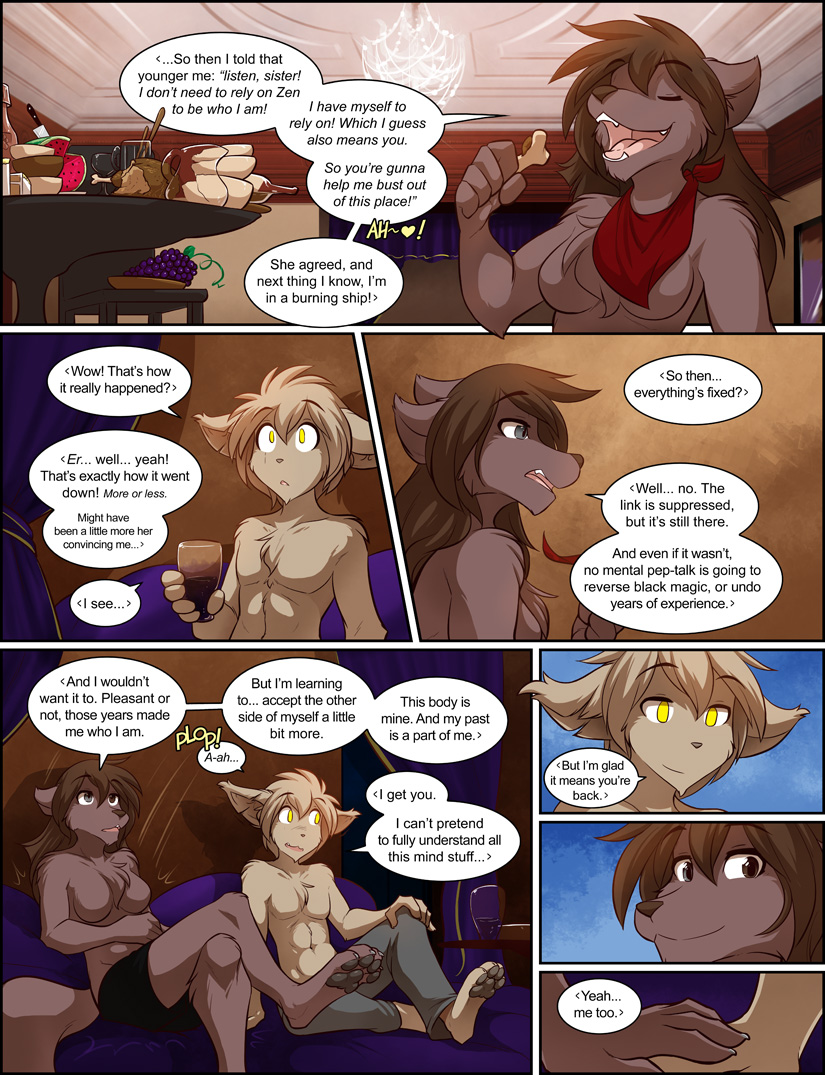 <...So then I told that
younger me: "listen, sister!
I don't need to rely on Zen
to be who I am!
I have myself to
rely on! Which I guess
also means you.
So you're gunna
help me bust out
of this place!"
AH~♥!
She agreed, and
next thing I know, I'm
in a burning ship!>
<Wow! That's how
it really happened?>
<Er... well... yeah!
That's exactly how it went
down! More or less.
Might have
been a little more her
convincing me...>
<I see...>
<So then...
everything's fixed?>
<Well... no. The
link is suppressed,
but it's still there.
And even if it wasn't,
no mental pep-talk is going to
reverse black magic, or undo
years of experience.>
<And I wouldn't
want it to. Pleasant or
not, those years made
me who I am.
But I'm learning
to... accept the other
side of myself a little
bit more.
This body is
mine. And my past
is a part of me.>
PLOP!
A-ah...
<I get you.
I can't pretend
to fully understand all
this mind stuff...>
<But I'm glad
it means you're
back.>
<Yeah...
me too.>